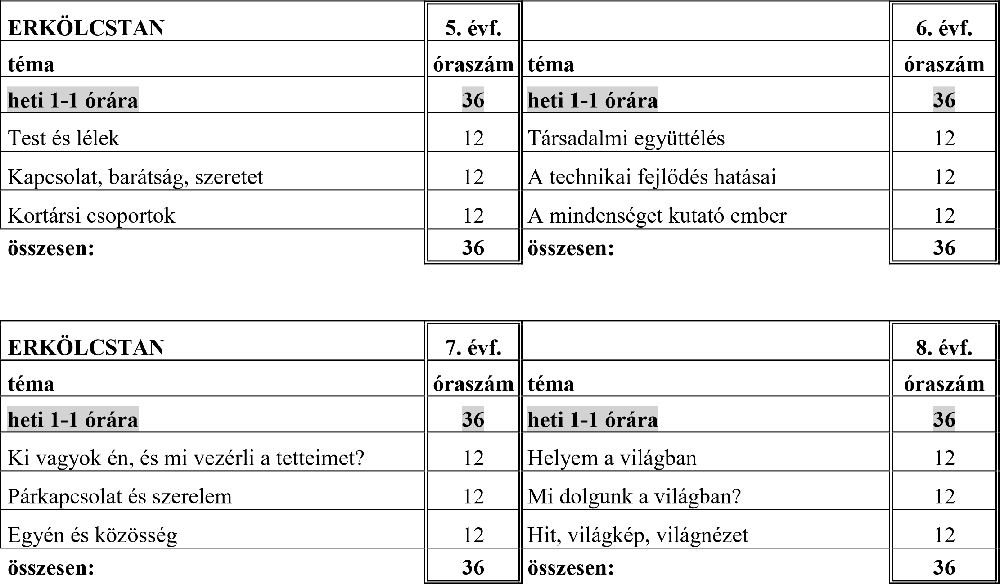 ERKÖLCSTAN 5. évf. 6. évf.
téma óraszám téma óraszám
heti 1-1 órára 36 heti 1-1 órára 36
Test és lélek 12 Társadalmi együttélés 12
Kapcsolat, barátság, szeretet 12 A technikai fejlődés hatásai 12
Kortársi csoportok 12 A mindenséget kutató ember 12
összesen: 36 összesen: 36
ERKÖLCSTAN 7. évf. 8. évf.
téma óraszám téma óraszám
heti 1-1 órára 36 heti 1-1 órára 36
Ki vagyok én, és mi vezérli a tetteimet? 12 Helyem a világban 12
Párkapcsolat és szerelem 12 Mi dolgunk a világban? 12
Egyén és közösség 12 Hit, világkép, világnézet 12
összesen: 36 összesen: 36